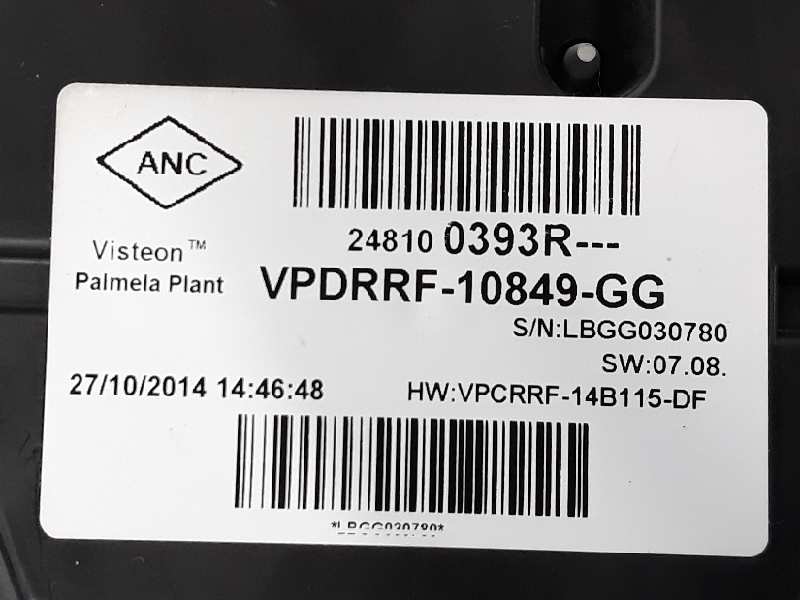 ANC
24810 0393R---
Visteon™
Palmela Plant
VPDRRF-10849-GG
S/N:LBGG030780
SW:07.08.
27/10/2014 14:46:48
HW:VPCRRF-14B115-DF
*LBGG030780*